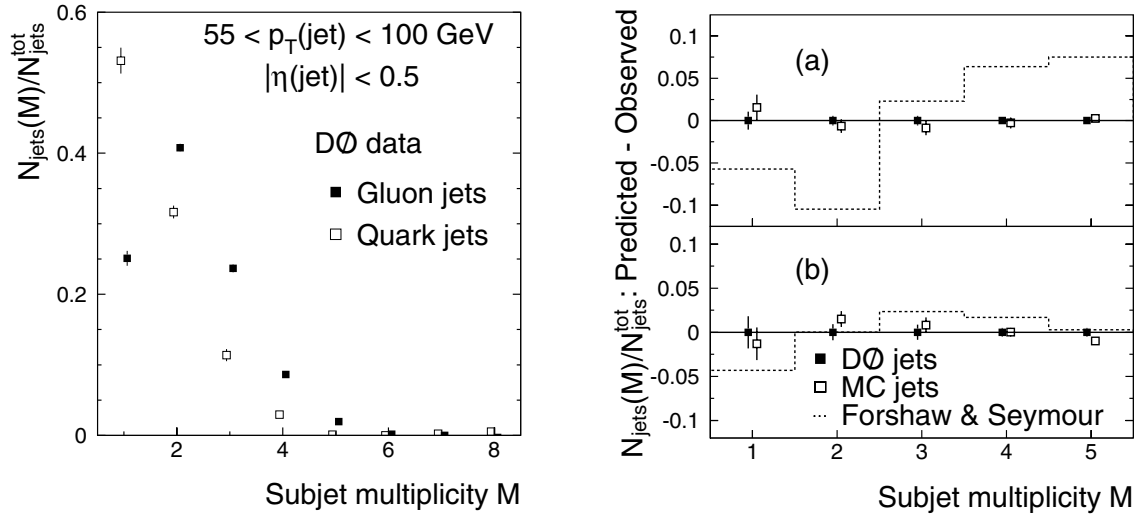 0.6
0.4
0.2
0
2
4
6
8
N_jets(M)/N_jets^tot
55 < p_T(jet) < 100 GeV
|η(jet)| < 0.5
DØ data
Gluon jets
Quark jets
Subjet multiplicity M
N_jets(M)/N_jets^tot: Predicted - Observed
0.1
0.05
0
-0.05
-0.1
(a)
0.1
0.05
0
-0.05
-0.1
(b)
DØ jets
MC jets
Forshaw & Seymour
1
2
3
4
5
Subjet multiplicity M